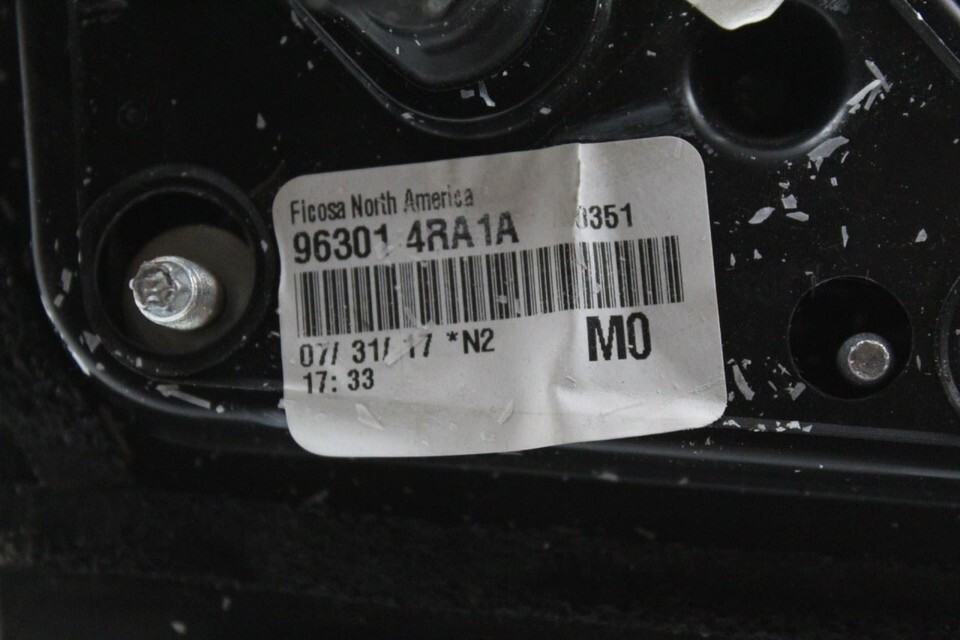 Ficosa North America
96301 4RA1A 0351
07/ 31/ 17 *N2 M0
17: 33